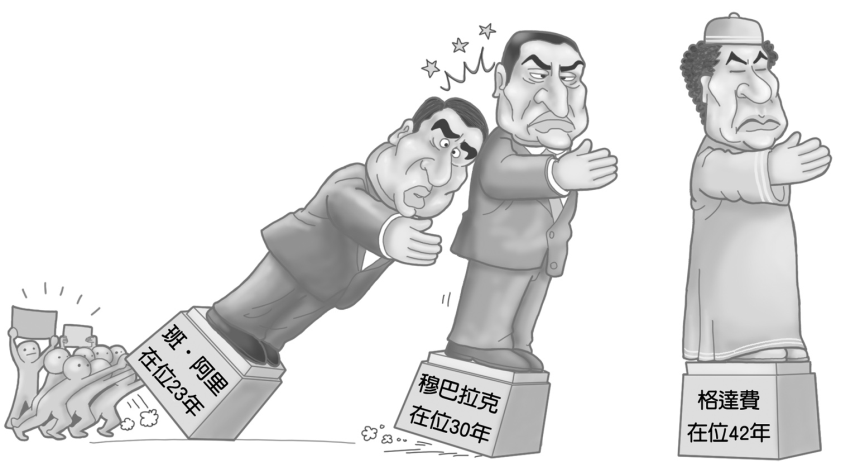 班・阿里
在位23年
穆巴拉克
在位30年
格達費
在位42年